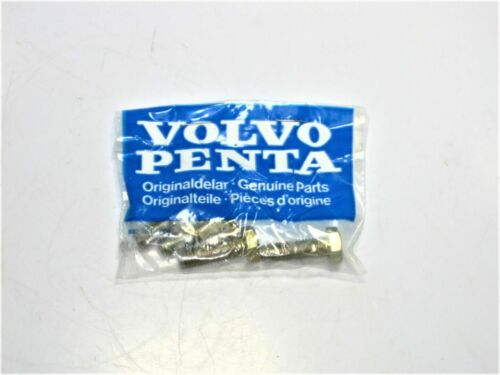 VOLVO
PENTA
Originaldelar · Genuine Parts
Originalteile · Pièces d'origine